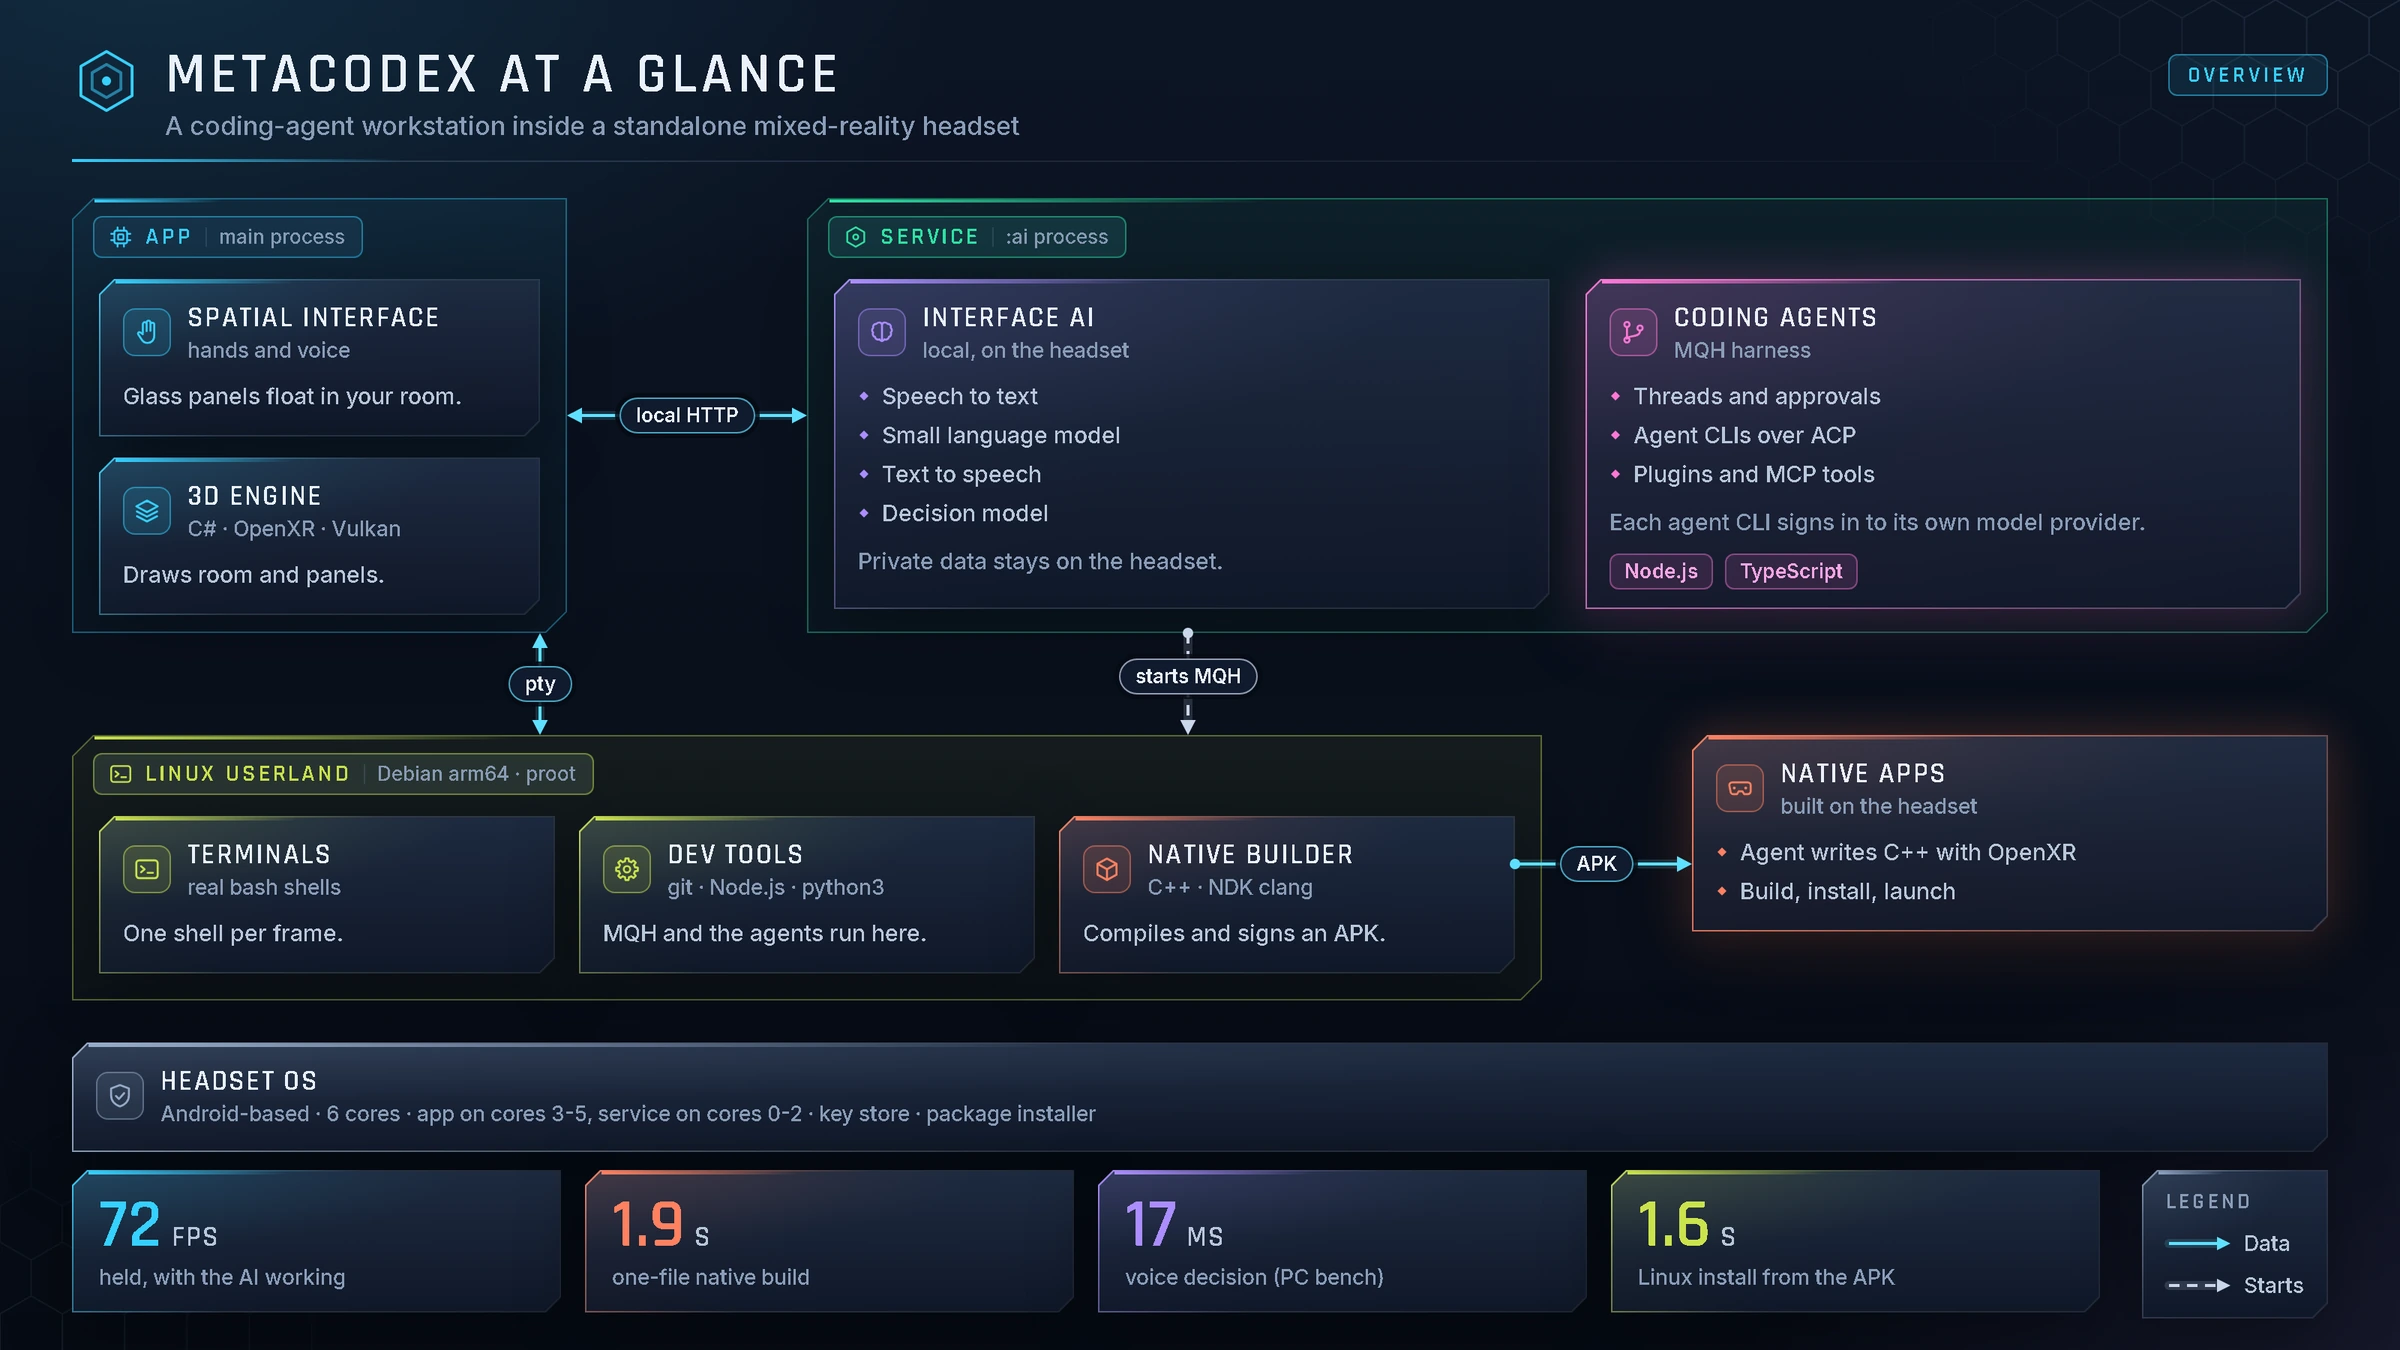 METACODEX AT A GLANCE
A coding-agent workstation inside a standalone mixed-reality headset
OVERVIEW
APP main process
SPATIAL INTERFACE
hands and voice
Glass panels float in your room.
3D ENGINE
C# · OpenXR · Vulkan
Draws room and panels.
local HTTP
SERVICE :ai process
INTERFACE AI
local, on the headset
Speech to text
Small language model
Text to speech
Decision model
Private data stays on the headset.
CODING AGENTS
MQH harness
Threads and approvals
Agent CLIs over ACP
Plugins and MCP tools
Each agent CLI signs in to its own model provider.
Node.js TypeScript
pty
starts MQH
LINUX USERLAND Debian arm64 · proot
TERMINALS
real bash shells
One shell per frame.
DEV TOOLS
git · Node.js · python3
MQH and the agents run here.
NATIVE BUILDER
C++ · NDK clang
Compiles and signs an APK.
APK
NATIVE APPS
built on the headset
Agent writes C++ with OpenXR
Build, install, launch
HEADSET OS
Android-based · 6 cores · app on cores 3-5, service on cores 0-2 · key store · package installer
72 FPS
held, with the AI working
1.9 S
one-file native build
17 MS
voice decision (PC bench)
1.6 S
Linux install from the APK
LEGEND
Data
Starts